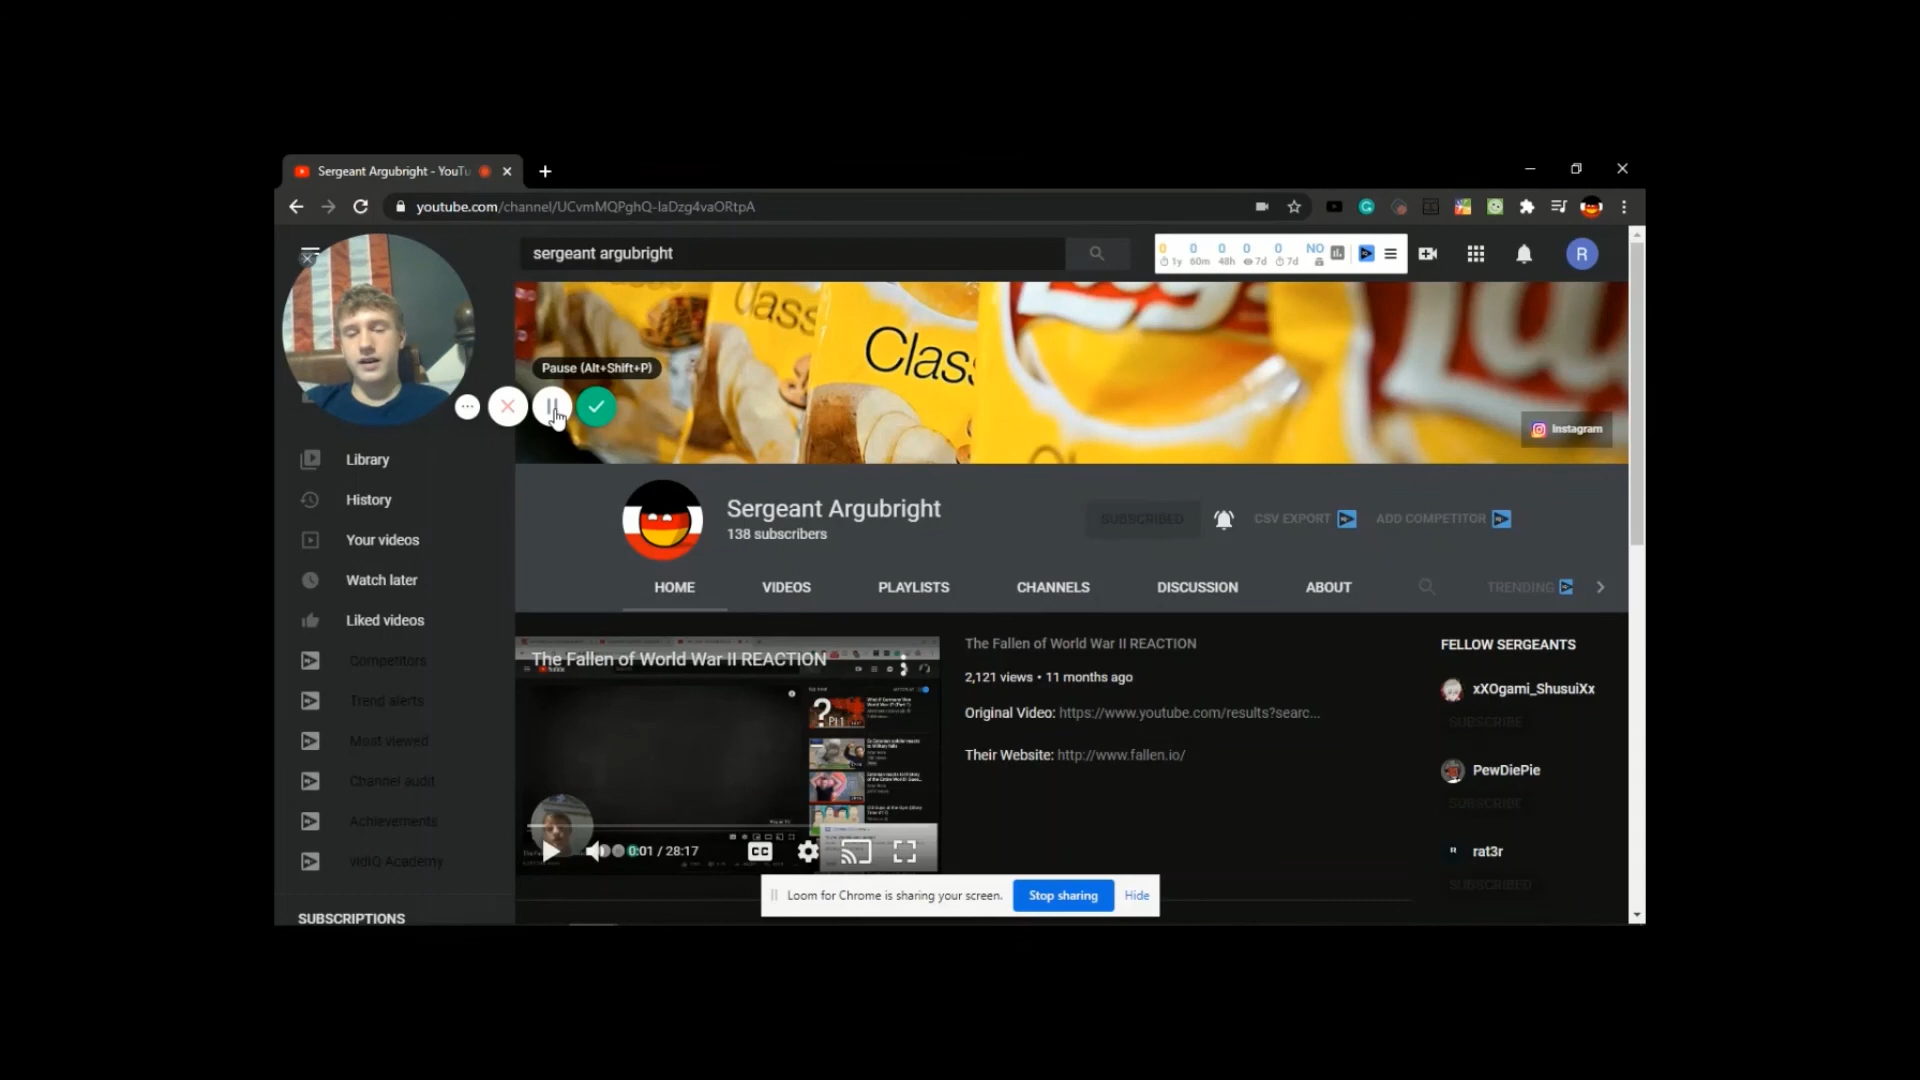 Sergeant Argubright - YouTu
youtube.com/channel/UCvmMQPghQ-IaDzg4vaORtpA
sergeant argubright
0 0 0 0 0 NO
1y 60m 48h 7d 7d
R
Class
Class
Lay's
Pause (Alt+Shift+P)
Instagram
Library
History
Your videos
Watch later
Liked videos
Competitors
Trend alerts
Most viewed
Channel audit
Achievements
vidIQ Academy
SUBSCRIPTIONS
Sergeant Argubright
138 subscribers
SUBSCRIBED
CSV EXPORT
ADD COMPETITOR
HOME VIDEOS PLAYLISTS CHANNELS DISCUSSION ABOUT TRENDING
The Fallen of World War II REACTION
Pt1
CC
0:01 / 28:17
The Fallen of World War II REACTION
2,121 views • 11 months ago
Original Video: https://www.youtube.com/results?searc...
Their Website: http://www.fallen.io/
FELLOW SERGEANTS
xXOgami_ShusuiXx
SUBSCRIBE
PewDiePie
SUBSCRIBE
rat3r
SUBSCRIBED
Loom for Chrome is sharing your screen. Stop sharing Hide